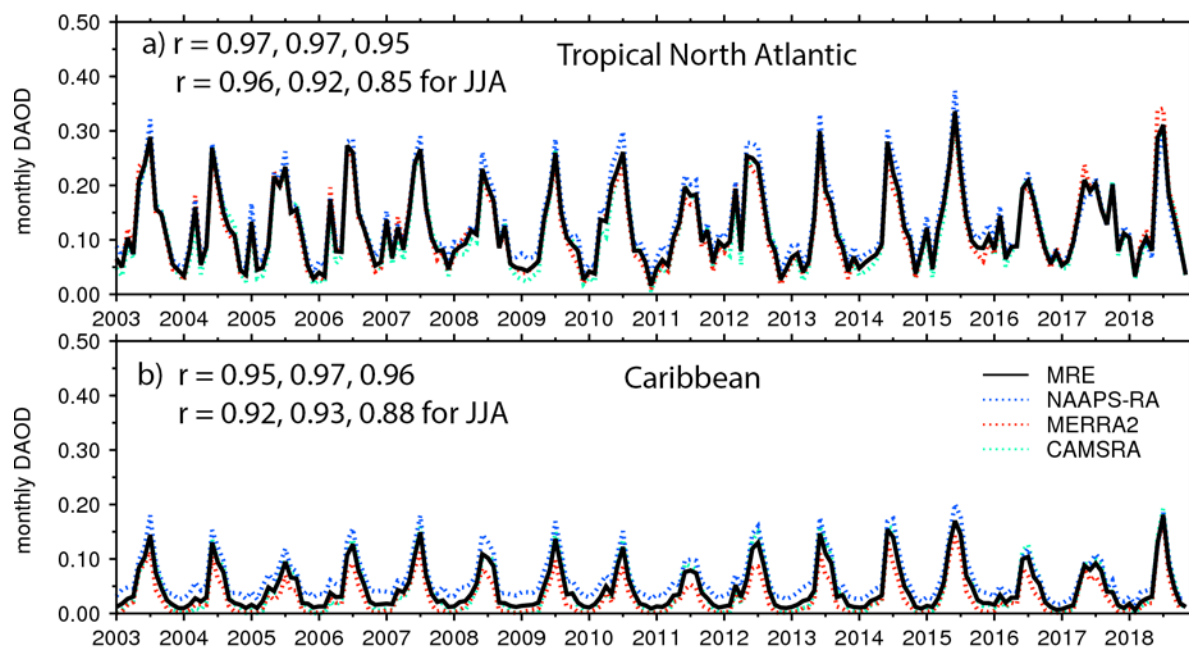 0.50
0.40
0.30
0.20
0.10
0.00
monthly DAOD
a) r = 0.97, 0.97, 0.95
r = 0.96, 0.92, 0.85 for JJA
Tropical North Atlantic
2003 2004 2005 2006 2007 2008 2009 2010 2011 2012 2013 2014 2015 2016 2017 2018
0.50
0.40
0.30
0.20
0.10
0.00
monthly DAOD
b) r = 0.95, 0.97, 0.96
r = 0.92, 0.93, 0.88 for JJA
Caribbean
MRE
NAAPS-RA
MERRA2
CAMSRA
2003 2004 2005 2006 2007 2008 2009 2010 2011 2012 2013 2014 2015 2016 2017 2018